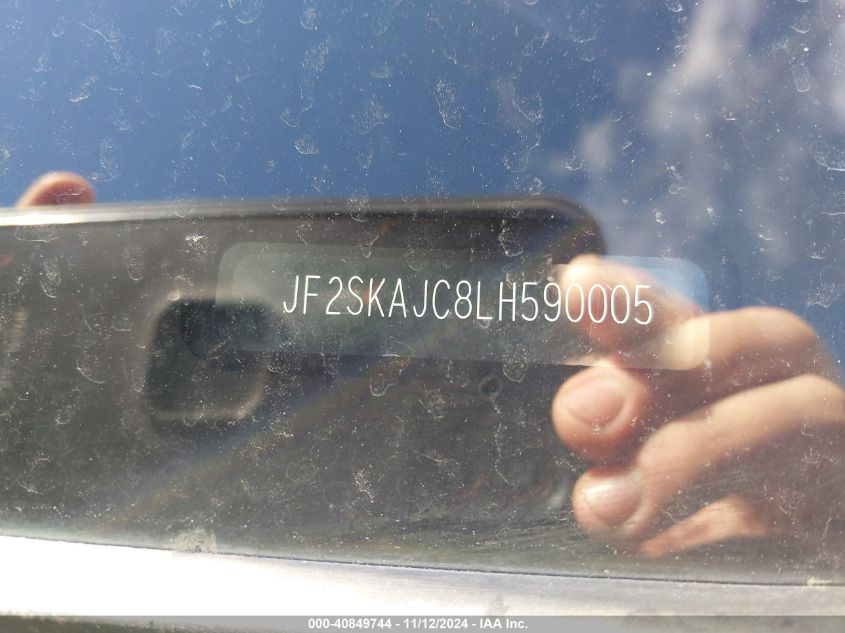 JF2SKAJC8LH590005
000-40849744 - 11/12/2024 - IAA Inc.